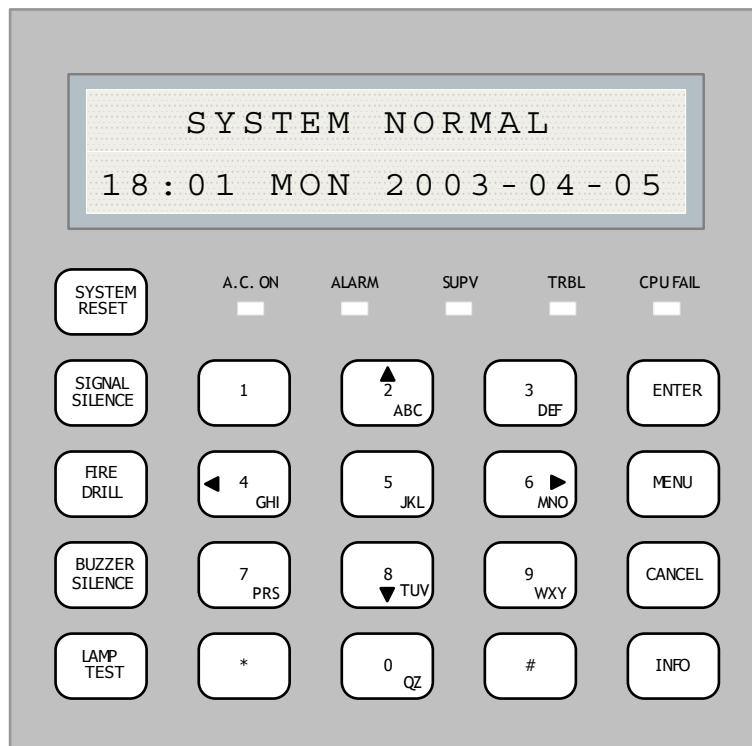 SYSTEM NORMAL
18:01 MON 2003-04-05
SYSTEM
RESET
A.C. ON ALARM SUPV TRBL CPU FAIL
SIGNAL
SILENCE
1
2
ABC
3
DEF
ENTER
FIRE
DRILL
4
GHI
5
JKL
6
MNO
MENU
BUZZER
SILENCE
7
PRS
8
TUV
9
WXY
CANCEL
LAMP
TEST
*
0
QZ
#
INFO